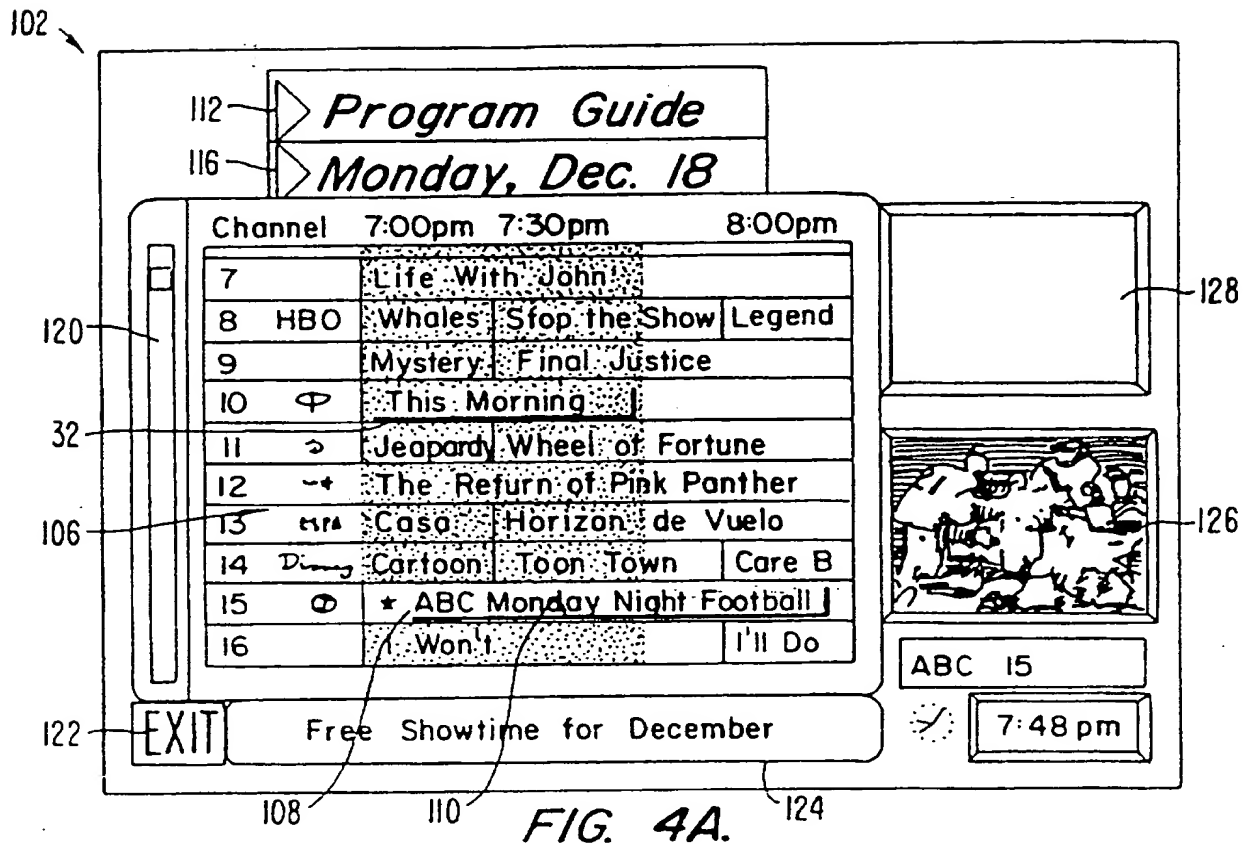 102
112 Program Guide
116 Monday, Dec. 18
Channel 7:00pm 7:30pm 8:00pm
7 Life With John
8 HBO Whales Stop the Show Legend
128
120
9 Mystery Final Justice
10 This Morning
32
11 Jeapardy Wheel of Fortune
12 The Return of Pink Panther
13 Casa Horizon de Vuelo
106
126
14 Cartoon Toon Town Care B
15 ★ ABC Monday Night Football
16 I Won't I'll Do
ABC 15
122 EXIT Free Showtime for December 7:48 pm
108 110 124
FIG. 4A.